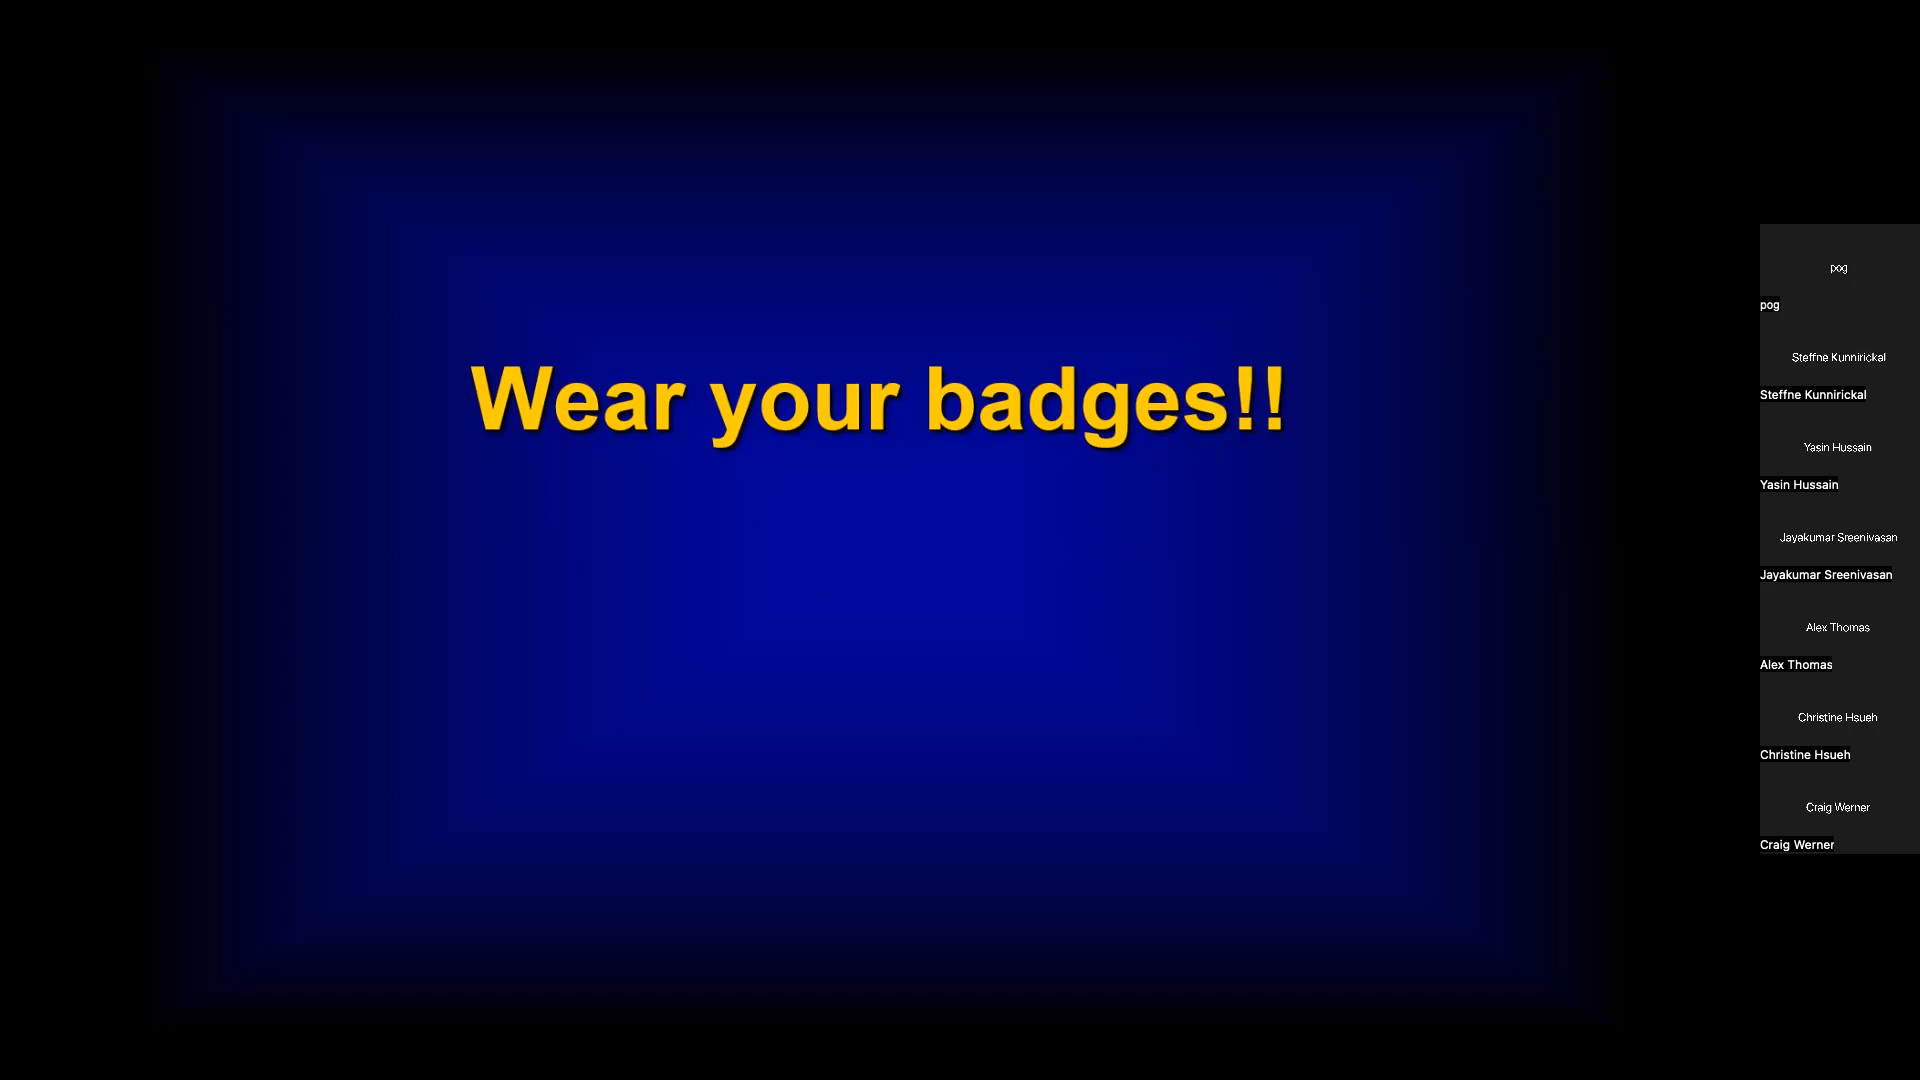 Wear your badges!!
pog
pog
Steffne Kunnirickal
Steffne Kunnirickal
Yasin Hussain
Yasin Hussain
Jayakumar Sreenivasan
Jayakumar Sreenivasan
Alex Thomas
Alex Thomas
Christine Hsueh
Christine Hsueh
Craig Werner
Craig Werner